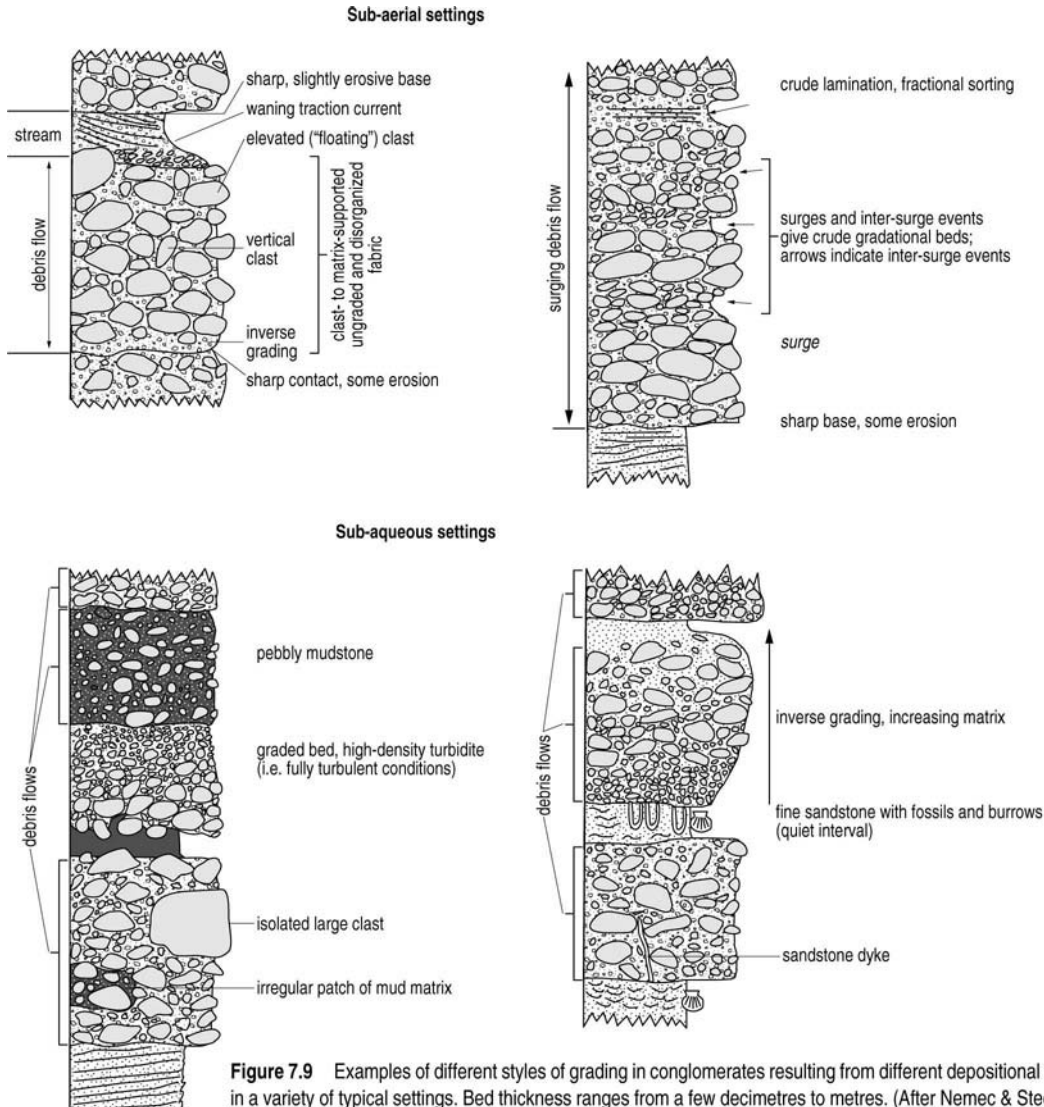 Sub-aerial settings
sharp, slightly erosive base
waning traction current
stream
elevated ("floating") clast
debris flow
vertical
clast
clast- to matrix-supported
ungraded and disorganized
fabric
inverse
grading
sharp contact, some erosion
crude lamination, fractional sorting
surging debris flow
surges and inter-surge events
give crude gradational beds;
arrows indicate inter-surge events
surge
sharp base, some erosion
Sub-aqueous settings
debris flows
pebbly mudstone
graded bed, high-density turbidite
(i.e. fully turbulent conditions)
isolated large clast
irregular patch of mud matrix
debris flows
inverse grading, increasing matrix
fine sandstone with fossils and burrows
(quiet interval)
sandstone dyke
Figure 7.9 Examples of different styles of grading in conglomerates resulting from different depositional
in a variety of typical settings. Bed thickness ranges from a few decimetres to metres. (After Nemec &